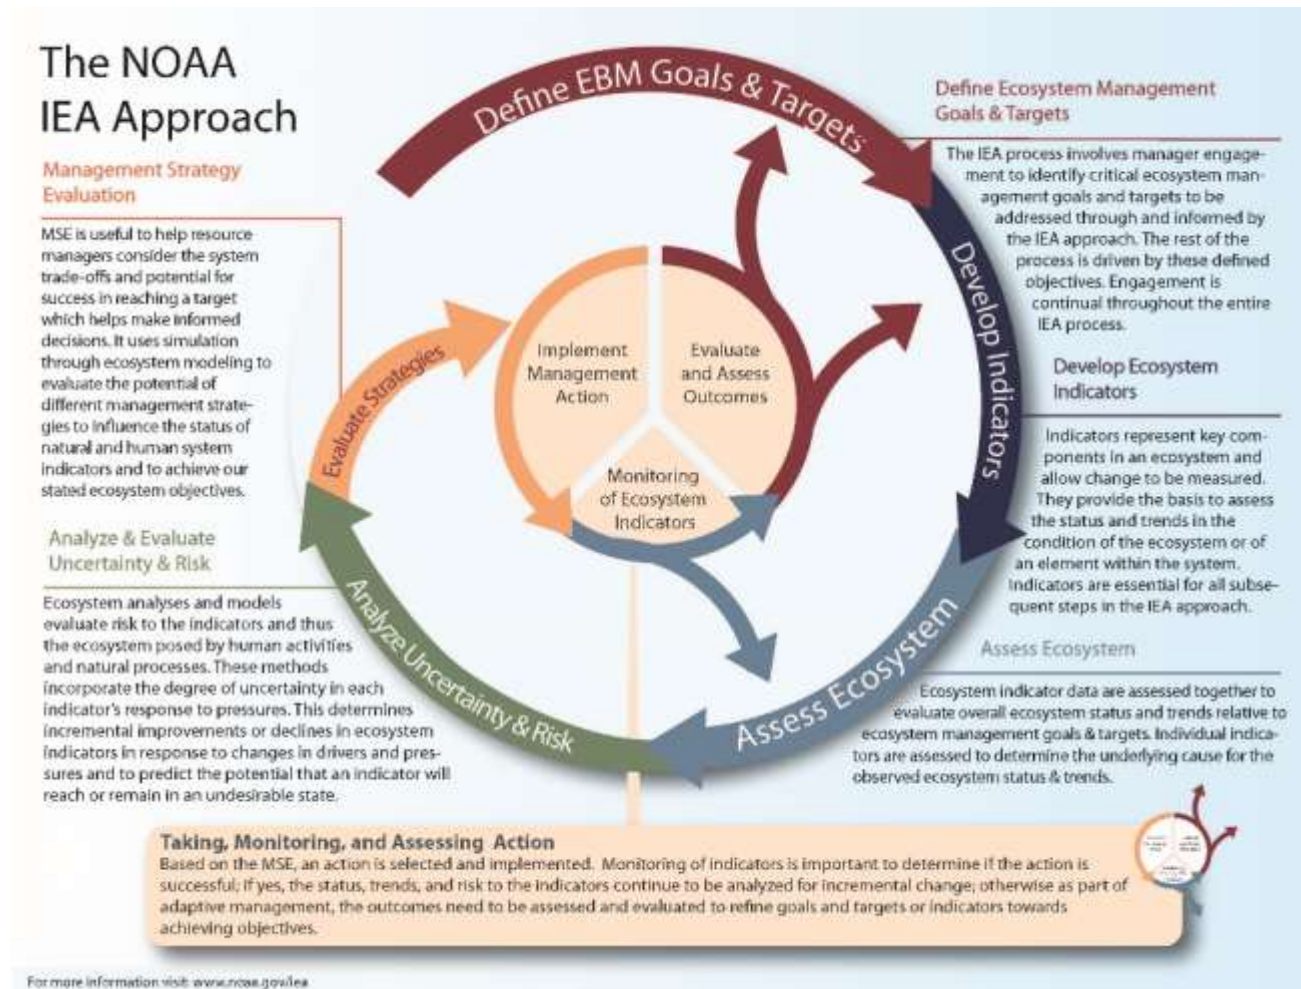 The NOAA
IEA Approach
Management Strategy
Evaluation
MSE is useful to help resource
managers consider the system
trade-offs and potential for
success in reaching a target
which helps make informed
decisions. It uses simulation
through ecosystem modeling to
evaluate the potential of
different management strate-
gies to influence the status of
natural and human system
indicators and to achieve our
stated ecosystem objectives.
Analyze & Evaluate
Uncertainty & Risk
Ecosystem analyses and models
evaluate risk to the indicators and thus
the ecosystem posed by human activities
and natural processes. These methods
incorporate the degree of uncertainty in each
indicator's response to pressures. This determines
incremental improvements or declines in ecosystem
indicators in response to changes in drivers and pres-
sures and to predict the potential that an indicator will
reach or remain in an undesirable state.
Define EBM Goals & Targets
Develop Indicators
Assess Ecosystem
Analyze Uncertainty & Risk
Evaluate Strategies
Implement
Management
Action
Evaluate
and Assess
Outcomes
Monitoring
of Ecosystem
Indicators
Define Ecosystem Management
Goals & Targets
The IEA process involves manager engage-
ment to identify critical ecosystem man-
agement goals and targets to be
addressed through and informed by
the IEA approach. The rest of the
process is driven by these defined
objectives. Engagement is
continual throughout the entire
IEA process.
Develop Ecosystem
Indicators
Indicators represent key com-
ponents in an ecosystem and
allow change to be measured.
They provide the basis to assess
the status and trends in the
condition of the ecosystem or of
an element within the system.
Indicators are essential for all subse-
quent steps in the IEA approach.
Assess Ecosystem
Ecosystem indicator data are assessed together to
evaluate overall ecosystem status and trends relative to
ecosystem management goals & targets. Individual indica-
tors are assessed to determine the underlying cause for the
observed ecosystem status & trends.
Taking, Monitoring, and Assessing Action
Based on the MSE, an action is selected and implemented. Monitoring of indicators is important to determine if the action is
successful; if yes, the status, trends, and risk to the indicators continue to be analyzed for incremental change; otherwise as part of
adaptive management, the outcomes need to be assessed and evaluated to refine goals and targets or indicators towards
achieving objectives.
For more information visit: www.noaa.gov/iea